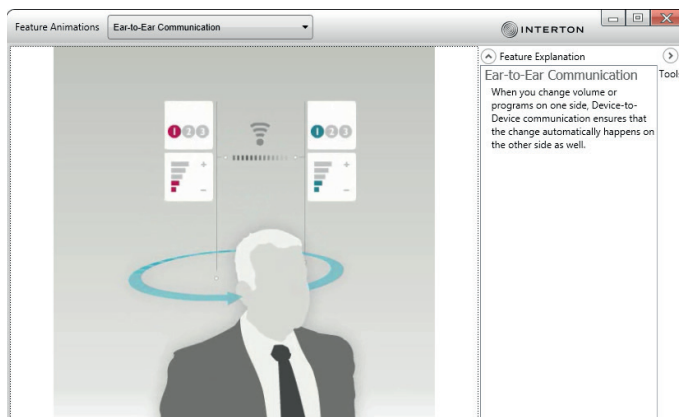 Feature Animations
Ear-to-Ear Communication
INTERTON
Feature Explanation
Ear-to-Ear Communication
Tools
When you change volume or
programs on one side, Device-to-
Device communication ensures that
the change automatically happens on
the other side as well.
1 2 3
1 2 3
+
-
+
-